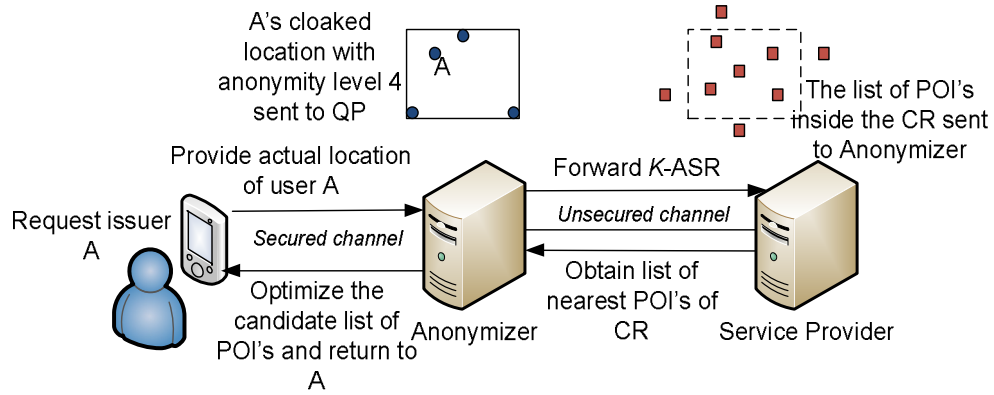 A's cloaked
location with
anonymity level 4
sent to QP
A
The list of POI's
inside the CR sent
to Anonymizer
Provide actual location
of user A
Forward K-ASR
Request issuer
A
Secured channel
Unsecured channel
Optimize the
candidate list of
POI's and return to
A
Anonymizer
Obtain list of
nearest POI's of
CR
Service Provider